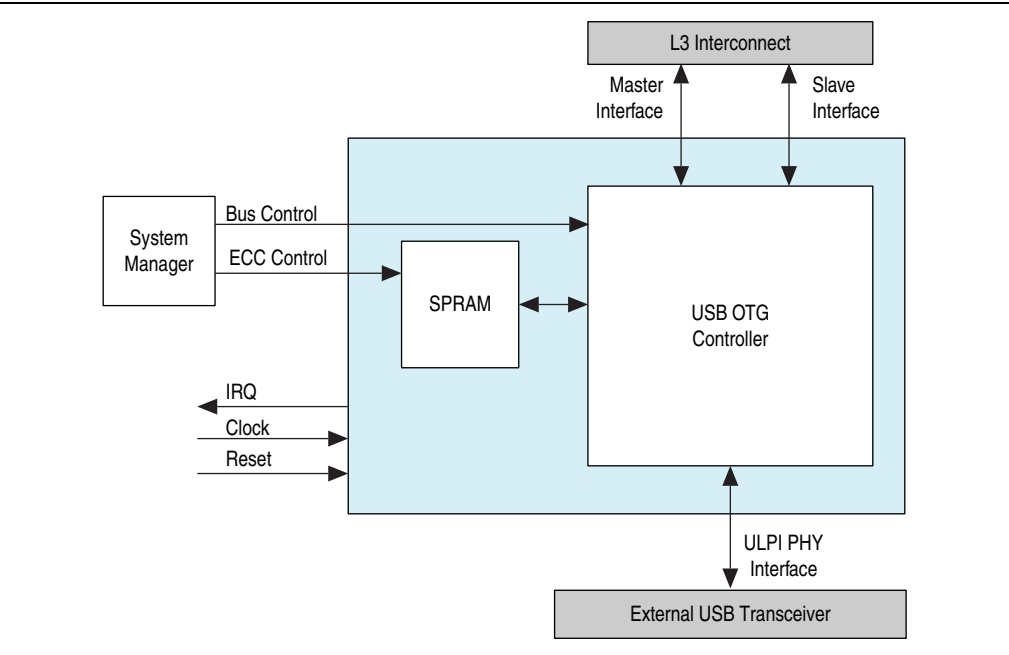 L3 Interconnect
Master
Interface
Slave
Interface
Bus Control
System
Manager
ECC Control
SPRAM
USB OTG
Controller
IRQ
Clock
Reset
ULPI PHY
Interface
External USB Transceiver